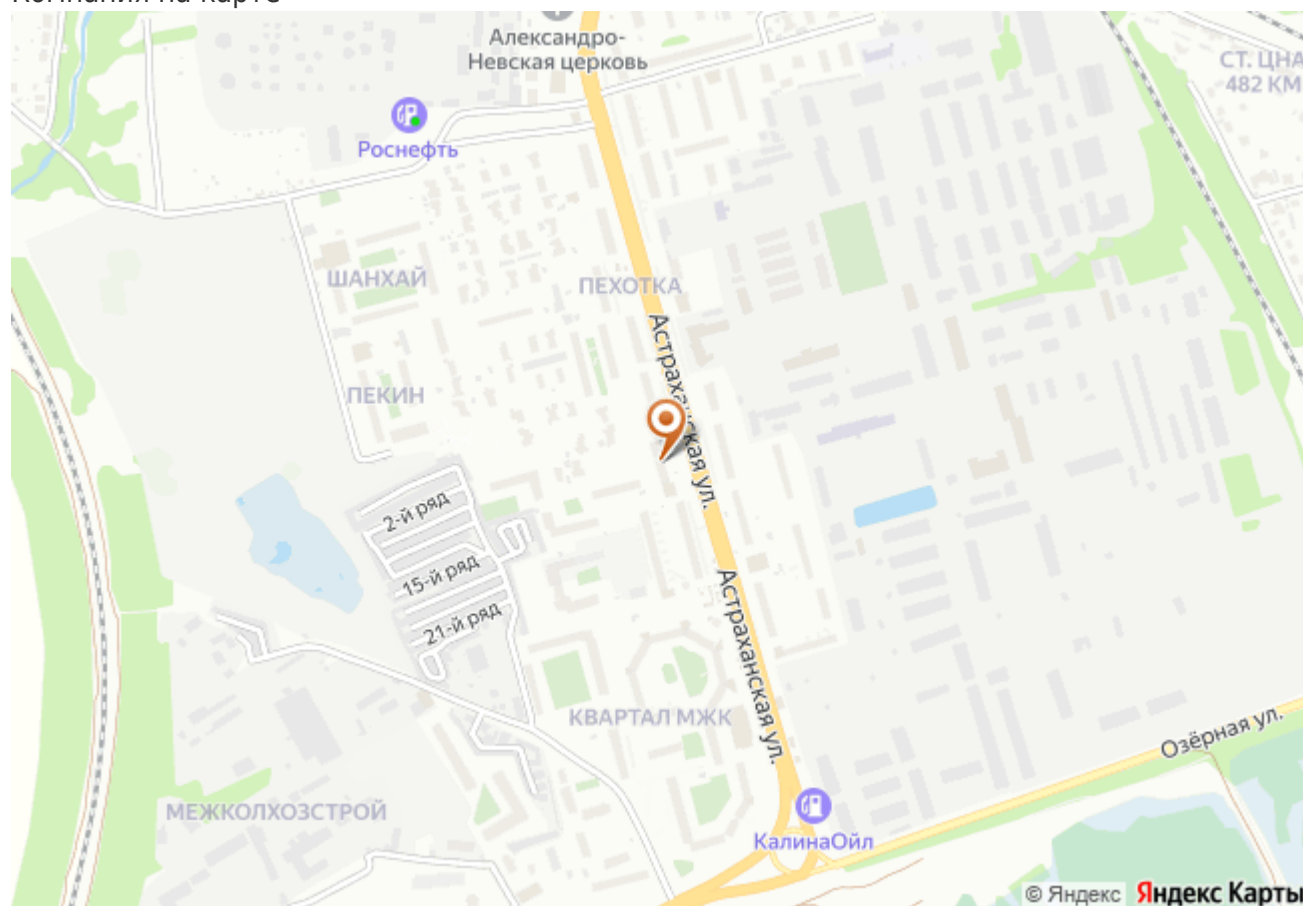 Компания на карте
Александро-
Невская церковь
СТ. ЦНА
482 КМ
Роснефть
ШАНХАЙ
ПЕХОТКА
Астраханская ул.
ПЕКИН
2-й ряд
15-й ряд
21-й ряд
Астраханская ул.
КВАРТАЛ МЖК
Озёрная ул.
МЕЖКОЛХОЗСТРОЙ
КалинаОйл
© Яндекс Яндекс Карты